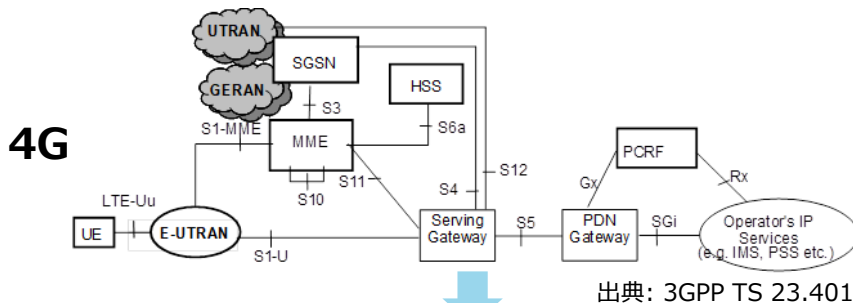 UTRAN
SGSN
GERAN
HSS
S3
S1-MME
MME
S6a
4G
PCRF
S12
S11
Gx
Rx
S10
S4
LTE-Uu
UE
E-UTRAN
Serving
Gateway
S5
PDN
Gateway
SGi
Operator's IP
Services
(e.g. IMS, PSS etc.)
S1-U
出典: 3GPP TS 23.401